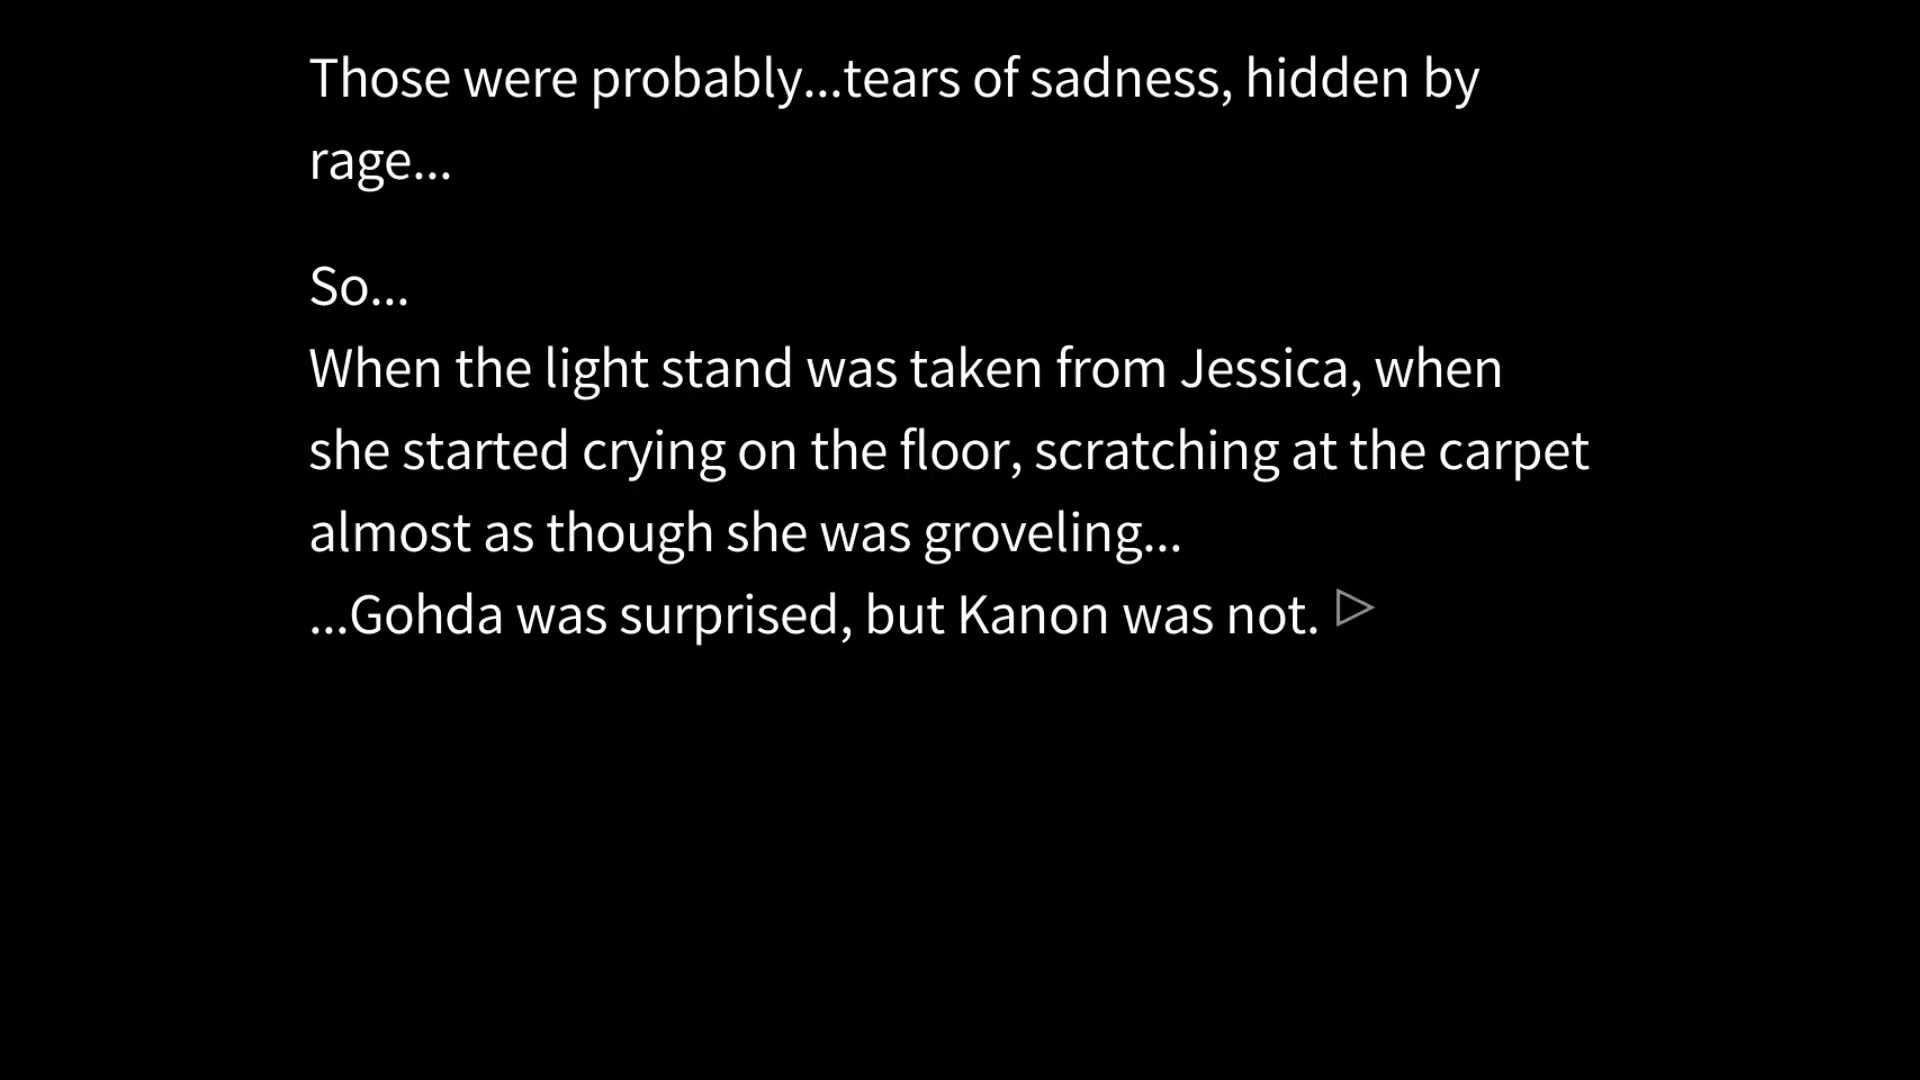 Those were probably...tears of sadness, hidden by
rage...
So...
When the light stand was taken from Jessica, when
she started crying on the floor, scratching at the carpet
almost as though she was groveling...
...Gohda was surprised, but Kanon was not.